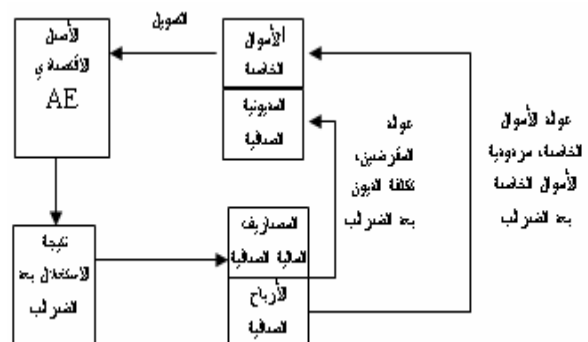 التمويل
الأصل
الاقتصادي
AE
الأموال
الخاصة
المديونية
الصافية
عوائد
المقرضين،
تكلفة الديون
بعد الضرائب
عوائد الأموال
الخاصة، مردودية
الأموال الخاصة
بعد الضرائب
نتيجة
الاستغلال بعد
الضرائب
المصاريف
المالية الصافية
الأرباح
الصافية